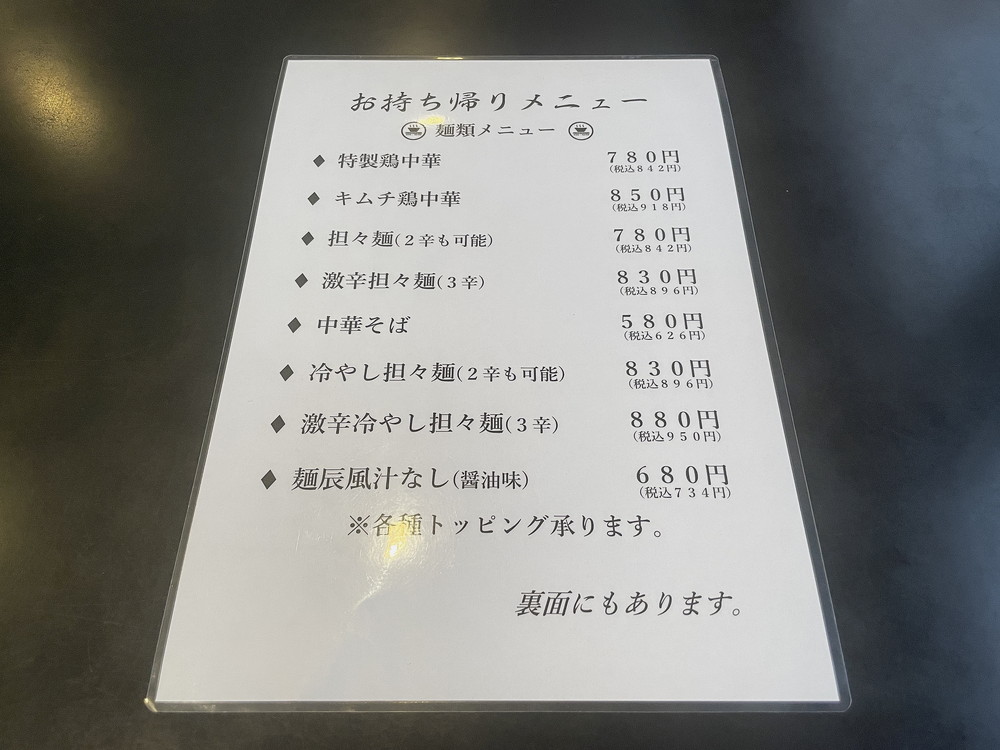 お持ち帰りメニュー
麺類メニュー
◆ 特製鶏中華 ７８０円
(税込８４２円)
◆ キムチ鶏中華 ８５０円
(税込９１８円)
◆ 担々麺(２辛も可能) ７８０円
(税込８４２円)
◆ 激辛担々麺(３辛) ８３０円
(税込８９６円)
◆ 中華そば ５８０円
(税込６２６円)
◆ 冷やし担々麺(２辛も可能) ８３０円
(税込８９６円)
◆ 激辛冷やし担々麺(３辛) ８８０円
(税込９５０円)
◆ 麺辰風汁なし(醤油味) ６８０円
(税込７３４円)
※各種トッピング承ります。
裏面にもあります。